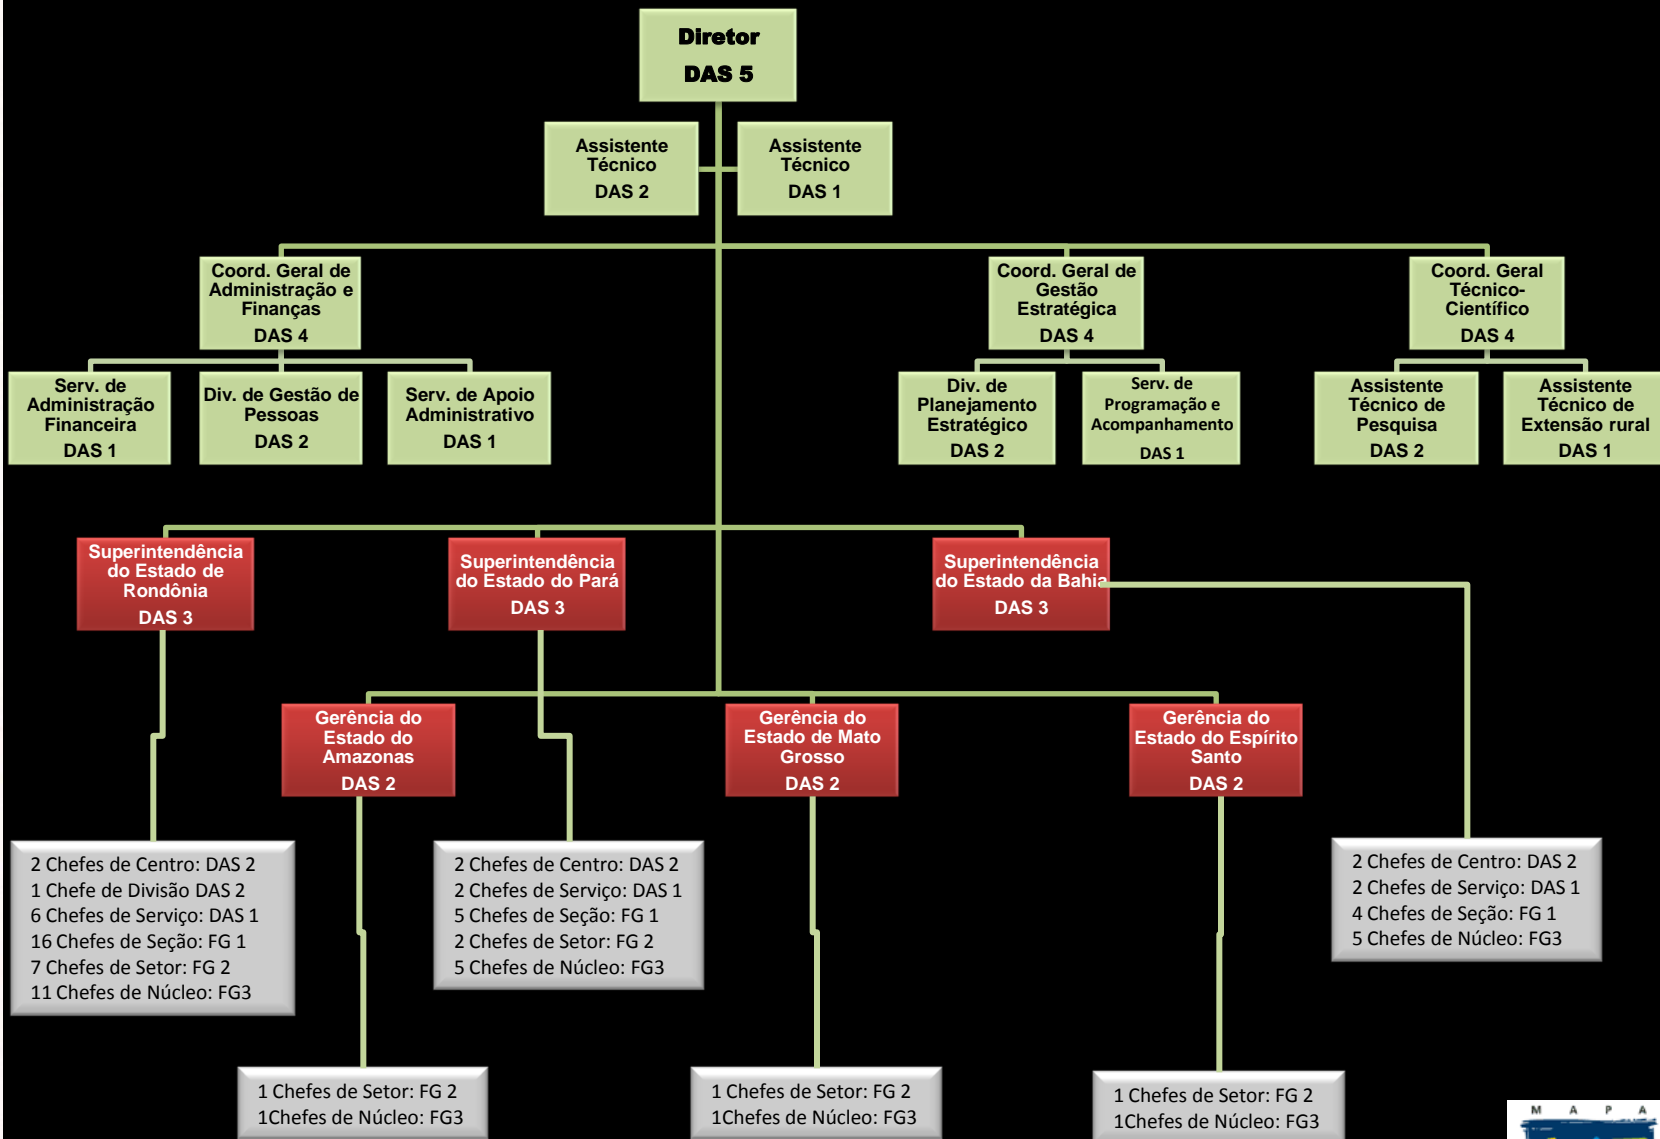 Diretor
DAS 5
Assistente
Técnico
DAS 2
Assistente
Técnico
DAS 1
Coord. Geral de
Administração e
Finanças
DAS 4
Coord. Geral de
Gestão
Estratégica
DAS 4
Coord. Geral
Técnico-
Científico
DAS 4
Serv. de
Administração
Financeira
DAS 1
Div. de Gestão de
Pessoas
DAS 2
Serv. de Apoio
Administrativo
DAS 1
Div. de
Planejamento
Estratégico
DAS 2
Serv. de
Programação e
Acompanhamento
DAS 1
Assistente
Técnico de
Pesquisa
DAS 2
Assistente
Técnico de
Extensão rural
DAS 1
Superintendência
do Estado de
Rondônia
DAS 3
Superintendência
do Estado do Pará
DAS 3
Superintendência
do Estado da Bahia
DAS 3
Gerência do
Estado do
Amazonas
DAS 2
Gerência do
Estado de Mato
Grosso
DAS 2
Gerência do
Estado do Espírito
Santo
DAS 2
2 Chefes de Centro: DAS 2
1 Chefe de Divisão DAS 2
6 Chefes de Serviço: DAS 1
16 Chefes de Seção: FG 1
7 Chefes de Setor: FG 2
11 Chefes de Núcleo: FG3
2 Chefes de Centro: DAS 2
2 Chefes de Serviço: DAS 1
5 Chefes de Seção: FG 1
2 Chefes de Setor: FG 2
5 Chefes de Núcleo: FG3
2 Chefes de Centro: DAS 2
2 Chefes de Serviço: DAS 1
4 Chefes de Seção: FG 1
5 Chefes de Núcleo: FG3
1 Chefes de Setor: FG 2
1Chefes de Núcleo: FG3
1 Chefes de Setor: FG 2
1Chefes de Núcleo: FG3
1 Chefes de Setor: FG 2
1Chefes de Núcleo: FG3
M A P A